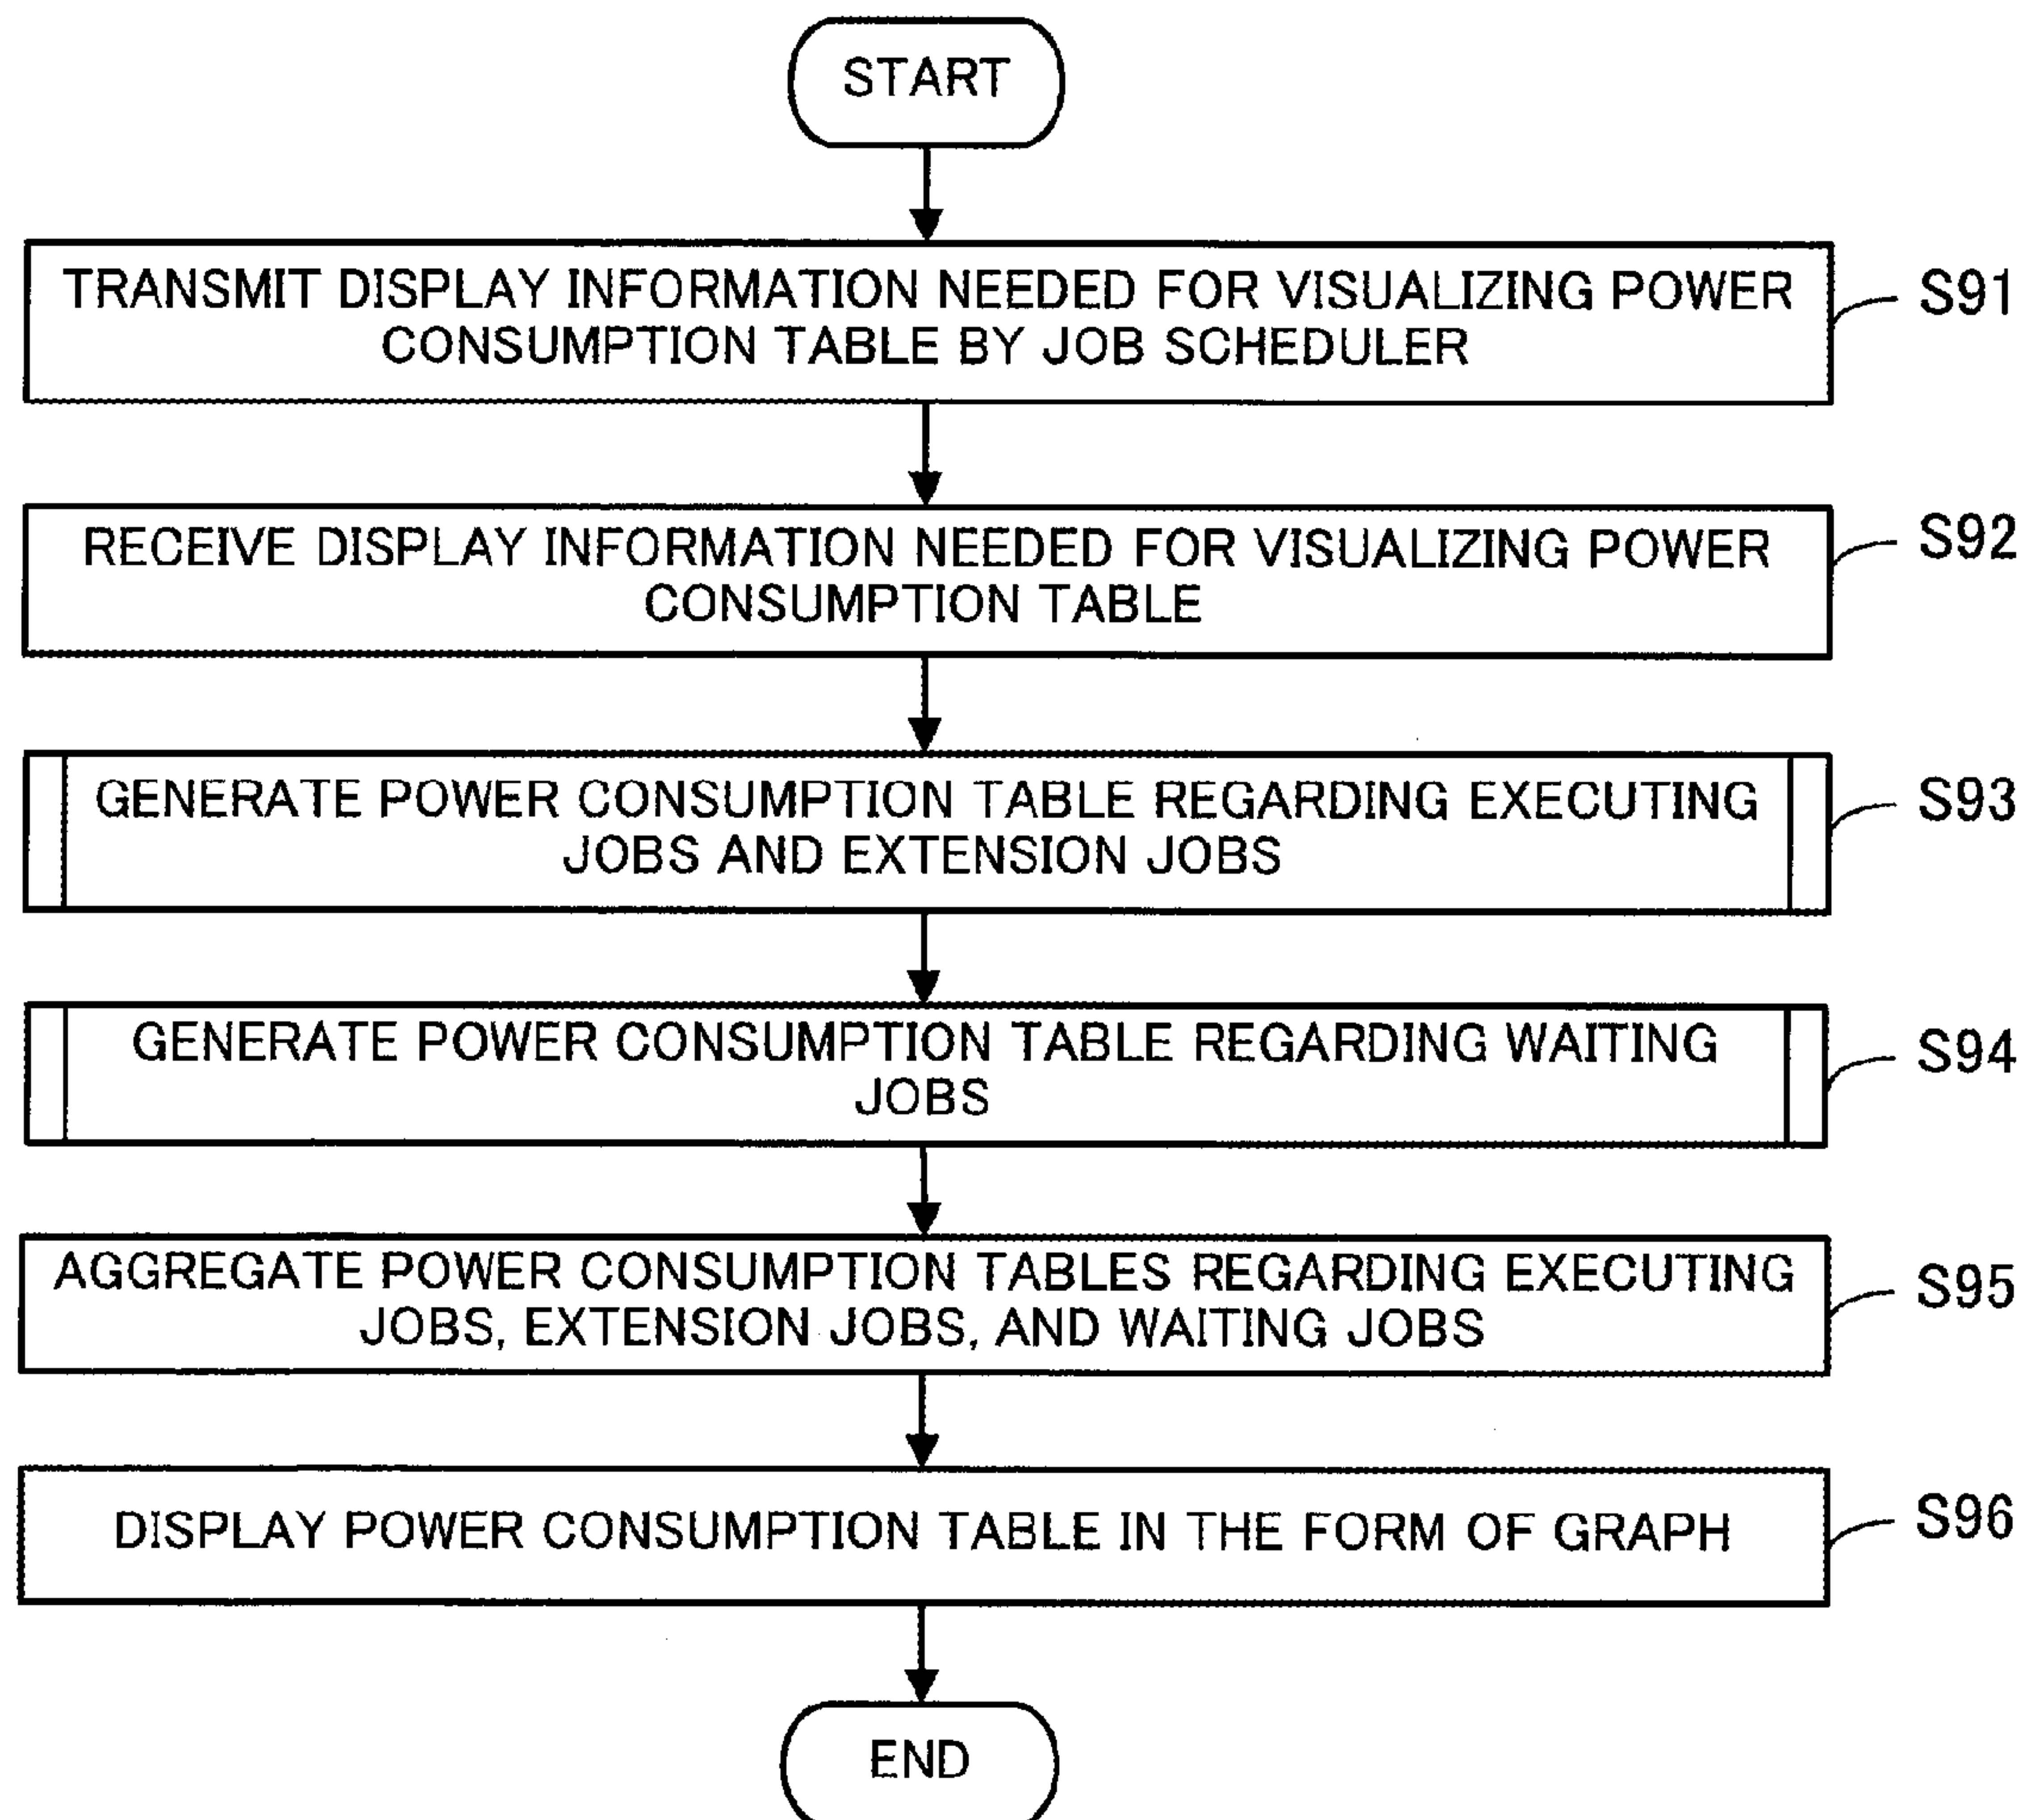 START
TRANSMIT DISPLAY INFORMATION NEEDED FOR VISUALIZING POWER
CONSUMPTION TABLE BY JOB SCHEDULER
S91
RECEIVE DISPLAY INFORMATION NEEDED FOR VISUALIZING POWER
CONSUMPTION TABLE
S92
GENERATE POWER CONSUMPTION TABLE REGARDING EXECUTING
JOBS AND EXTENSION JOBS
S93
GENERATE POWER CONSUMPTION TABLE REGARDING WAITING
JOBS
S94
AGGREGATE POWER CONSUMPTION TABLES REGARDING EXECUTING
JOBS, EXTENSION JOBS, AND WAITING JOBS
S95
DISPLAY POWER CONSUMPTION TABLE IN THE FORM OF GRAPH
S96
END